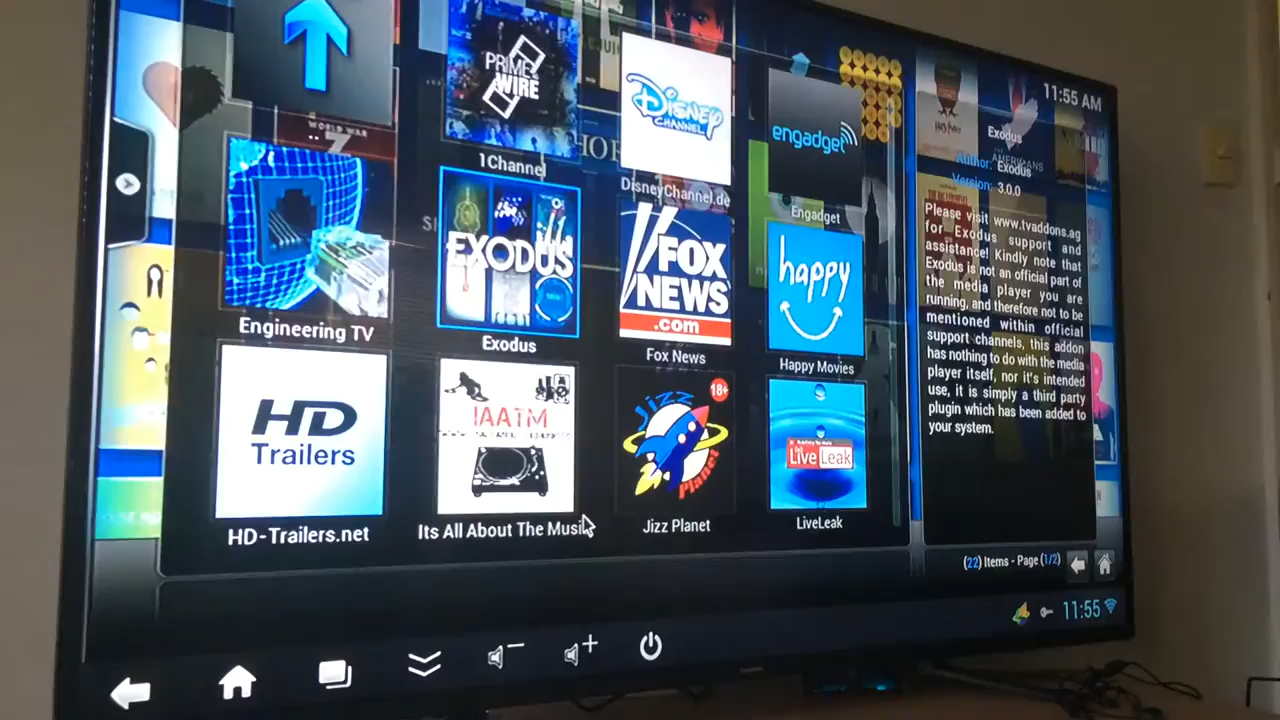 11:55 AM
PRIME
WIRE
1Channel
DISNEY
CHANNEL
DisneyChannel.de
engadget
Engadget
WORLD WAR
Engineering TV
EXODUS
Exodus
FOX
NEWS
.com
Fox News
happy
Happy Movies
HD
Trailers
HD-Trailers.net
IAATM
Its All About The Music
18+
Jizz
Planet
Jizz Planet
LiveLeak
LiveLeak
Exodus
Author: Exodus
Version: 3.0.0
Please visit www.tvaddons.ag
for Exodus support and
assistance! Kindly note that
Exodus is not an official part of
the media player you are
running, and therefore not to be
mentioned within official
support channels, this addon
has nothing to do with the media
player itself, nor it's intended
use, it is simply a third party
plugin which has been added to
your system.
(22) Items - Page (1/2)
11:55